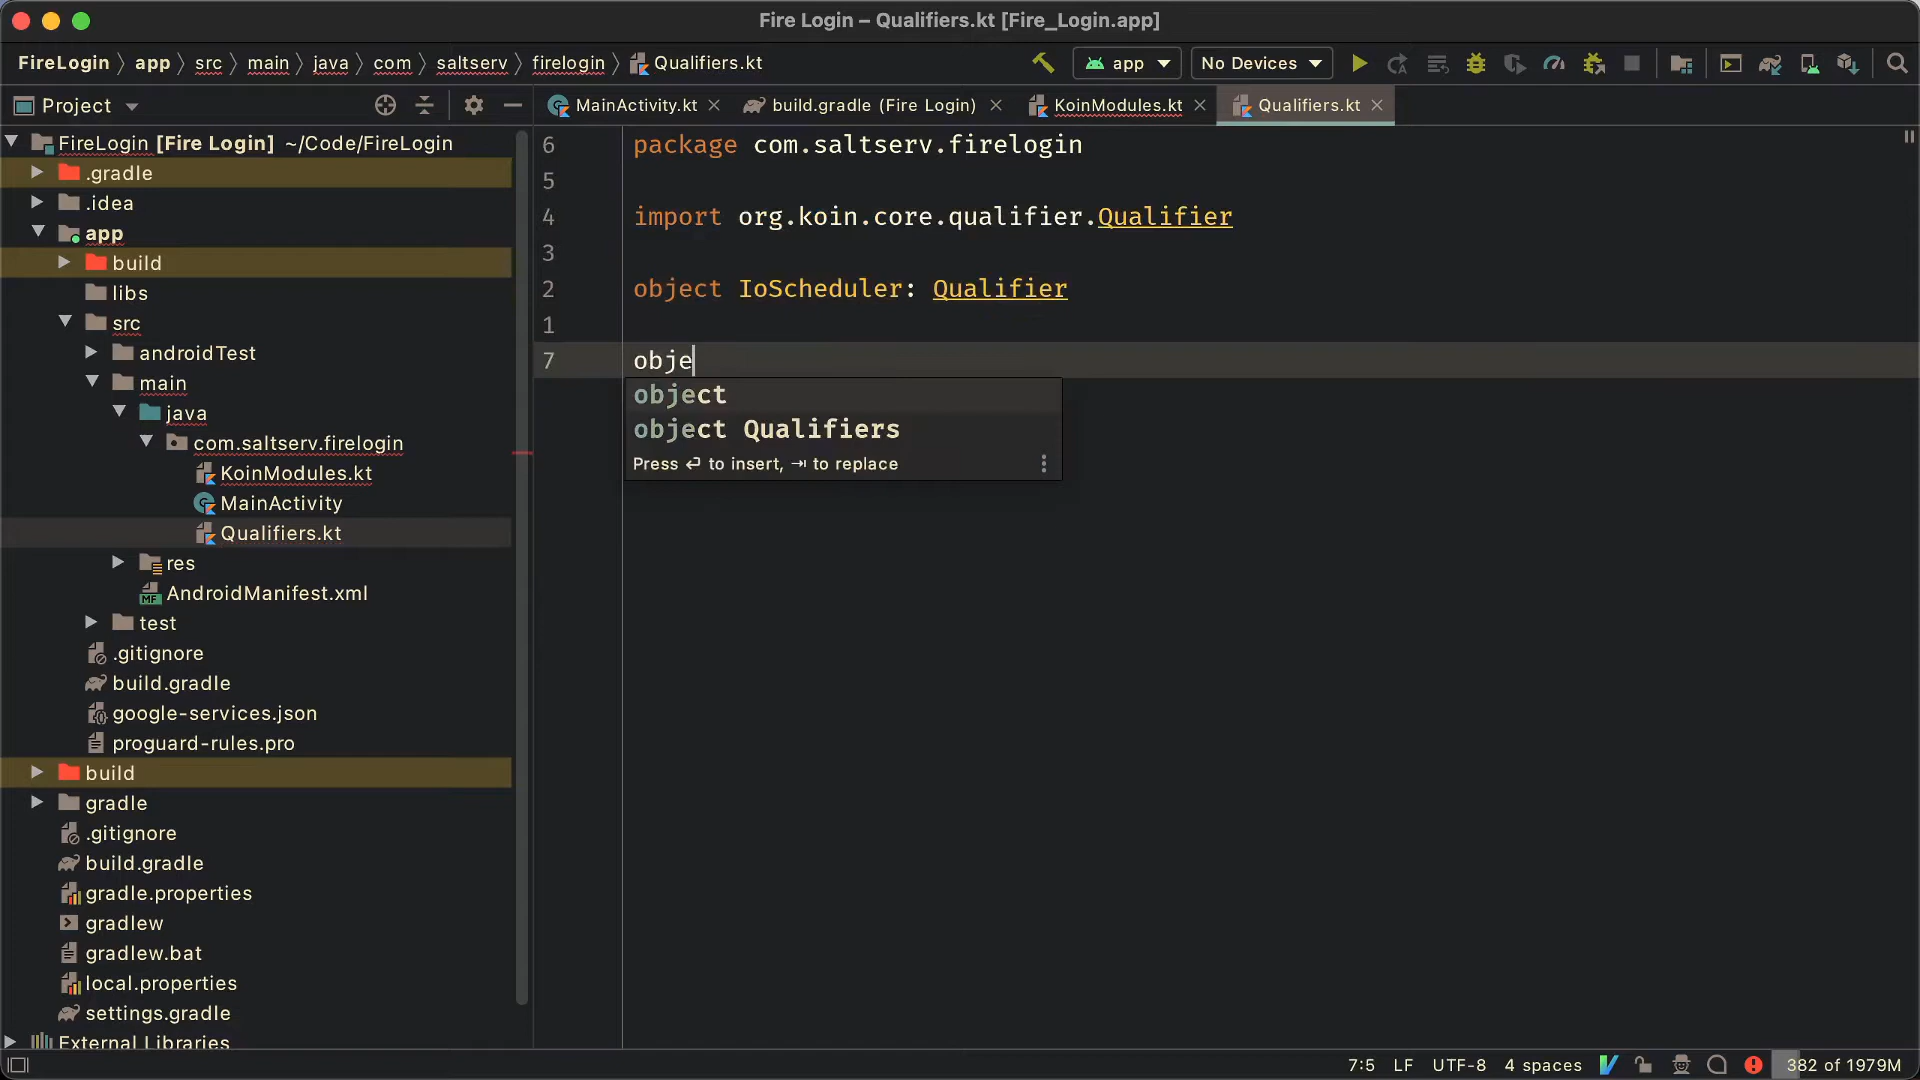 Fire Login – Qualifiers.kt [Fire_Login.app]
FireLogin app src main java com saltserv firelogin Qualifiers.kt
app No Devices
Project
MainActivity.kt build.gradle (Fire Login) KoinModules.kt Qualifiers.kt
FireLogin [Fire Login] ~/Code/FireLogin
.gradle
.idea
app
build
libs
src
androidTest
main
java
com.saltserv.firelogin
KoinModules.kt
MainActivity
Qualifiers.kt
res
AndroidManifest.xml
test
.gitignore
build.gradle
google-services.json
proguard-rules.pro
build
gradle
.gitignore
build.gradle
gradle.properties
gradlew
gradlew.bat
local.properties
settings.gradle
External Libraries
6 package com.saltserv.firelogin
5
4 import org.koin.core.qualifier.Qualifier
3
2 object IoScheduler: Qualifier
1
7 obje
object
object Qualifiers
Press ↵ to insert, ⇥ to replace
7:5 LF UTF-8 4 spaces 382 of 1979M